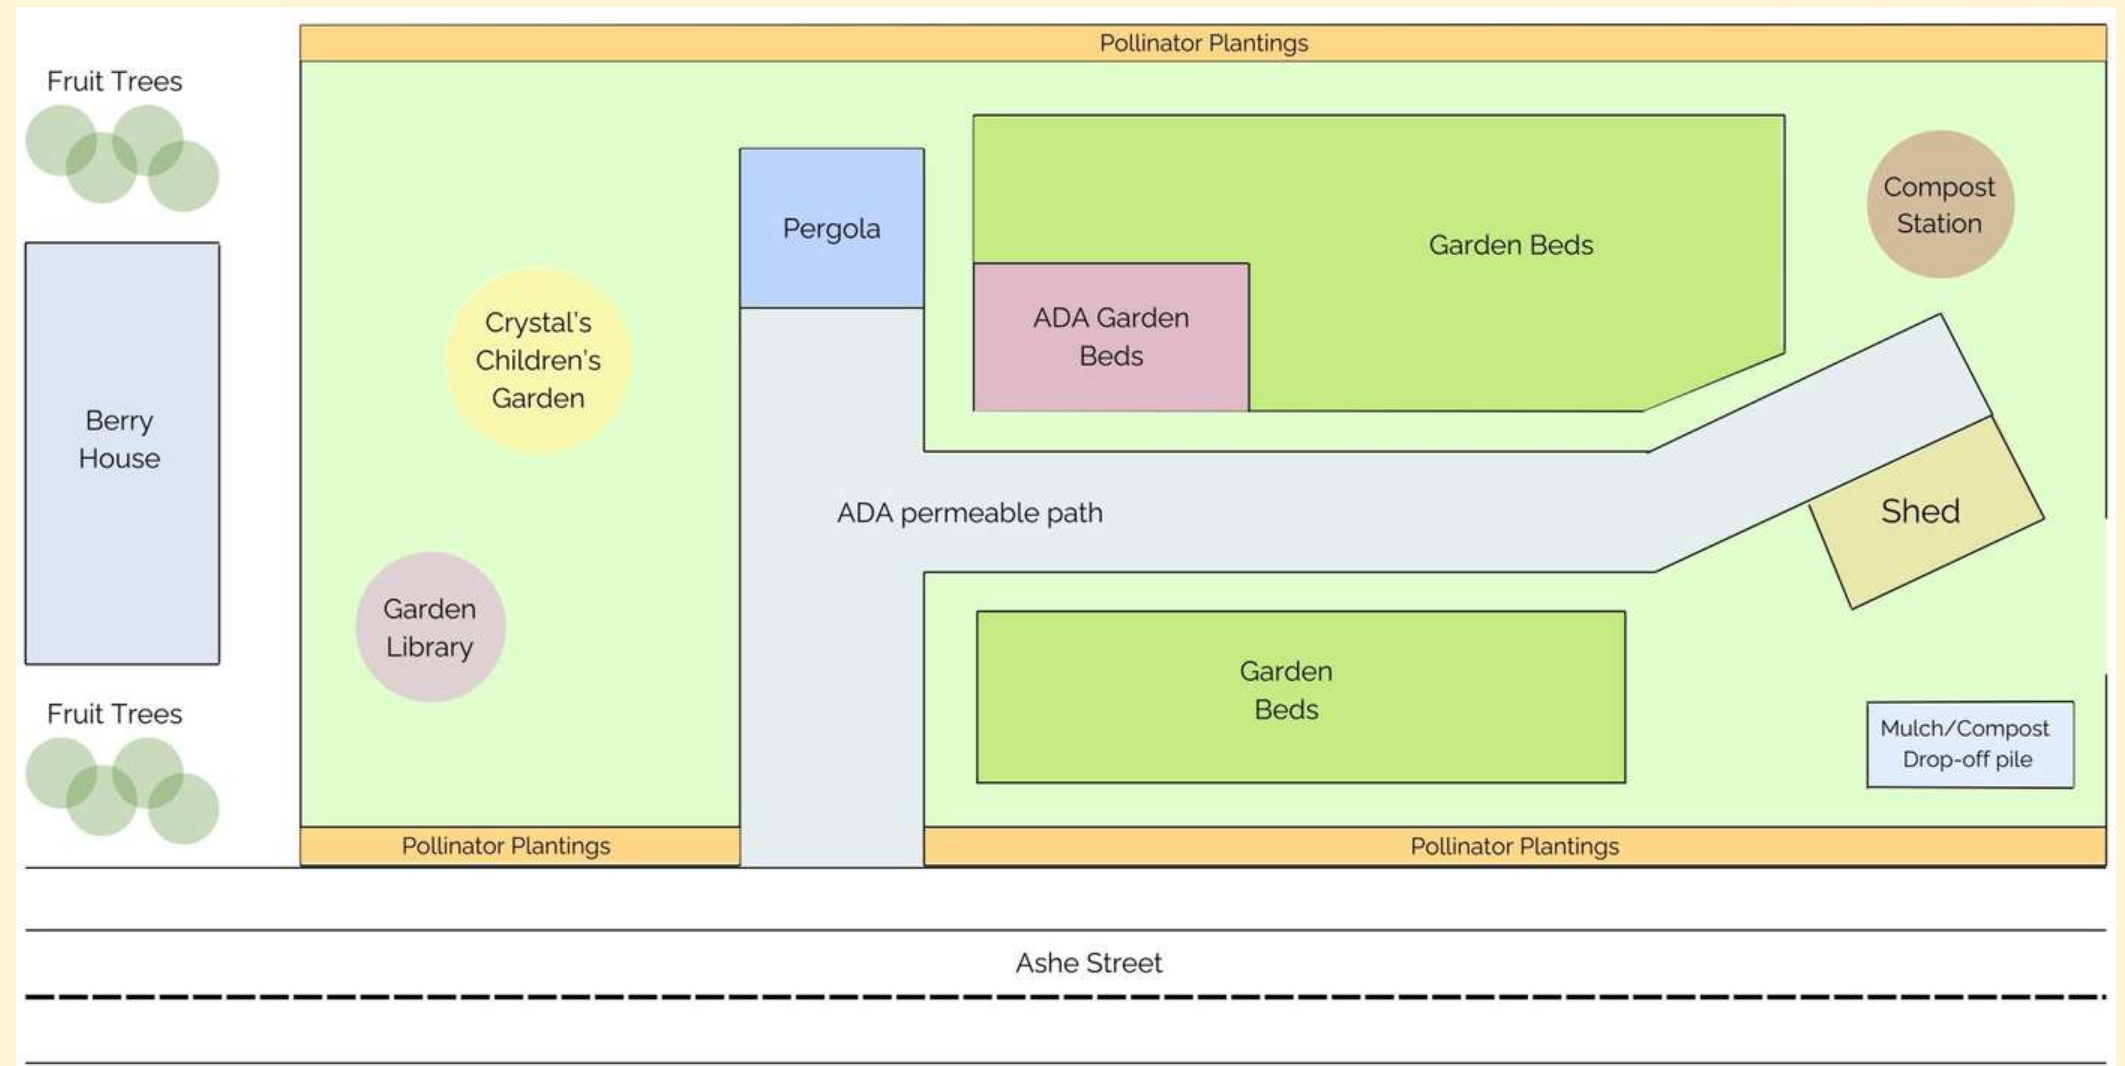 Pollinator Plantings
Fruit Trees
Compost
Station
Pergola
Garden Beds
Crystal's
Children's
Garden
ADA Garden
Beds
Berry
House
ADA permeable path
Shed
Garden
Library
Garden
Beds
Fruit Trees
Mulch/Compost
Drop-off pile
Pollinator Plantings
Pollinator Plantings
Ashe Street